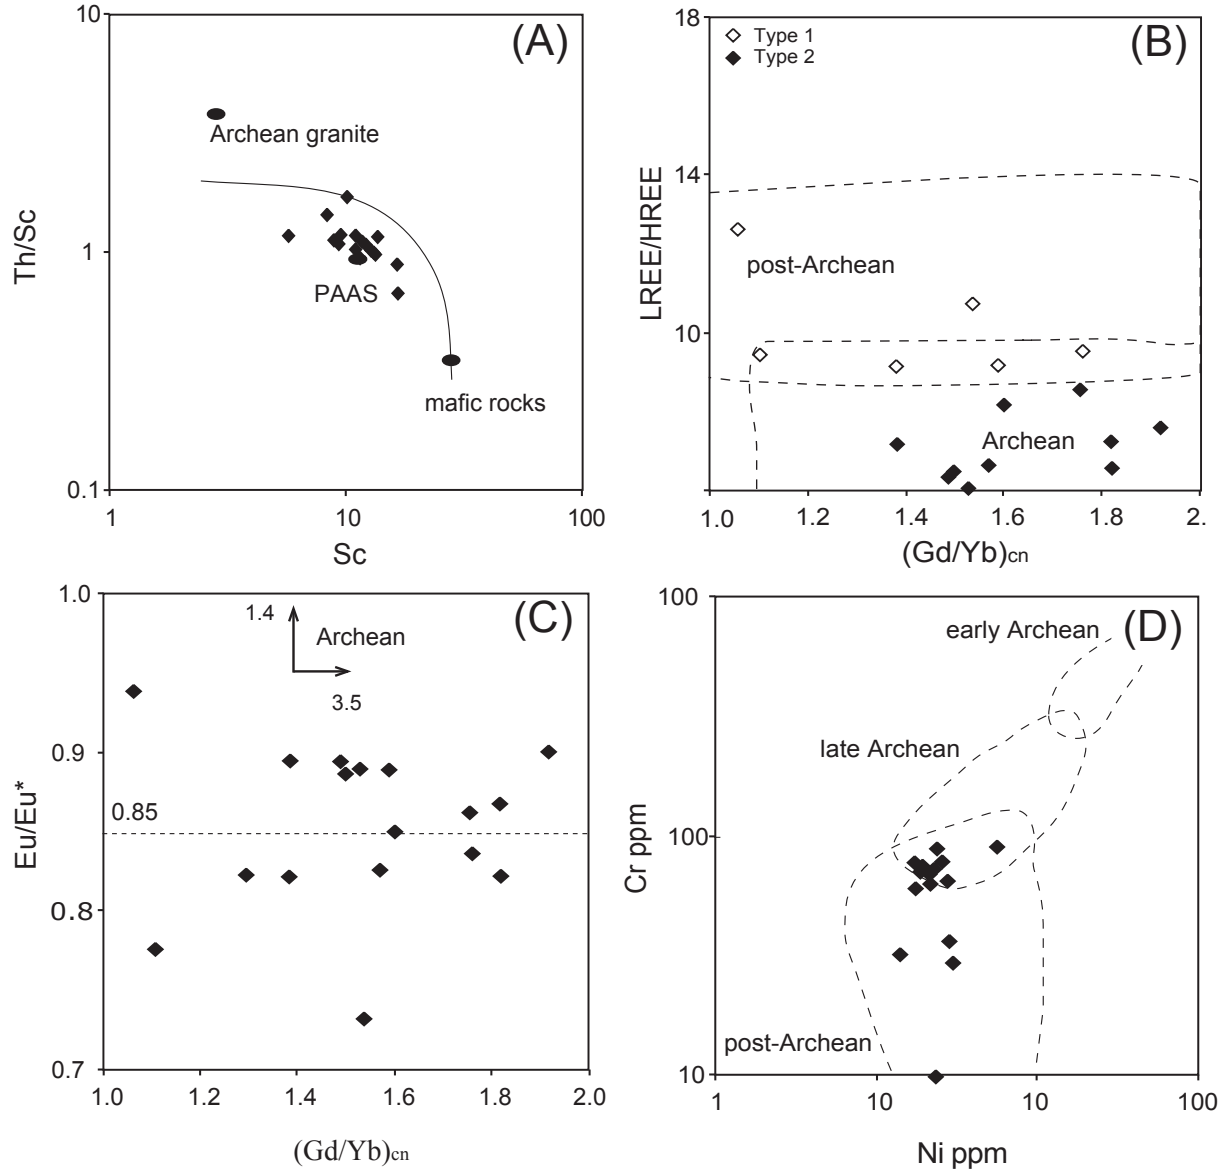 (A)
10
1
0.1
Th/Sc
Archean granite
PAAS
mafic rocks
1
10
100
Sc
(B)
Type 1
Type 2
18
14
10
LREE/HREE
post-Archean
Archean
1.0
1.4
1.6
1.8
2.
(Gd/Yb)cn
(C)
1.0
0.9
0.8
0.7
Eu/Eu*
1.4
Archean
3.5
0.85
1.0
1.2
1.4
1.6
1.8
2.0
(Gd/Yb)cn
(D)
100
100
10
Cr ppm
early Archean
late Archean
post-Archean
1
10
10
100
Ni ppm